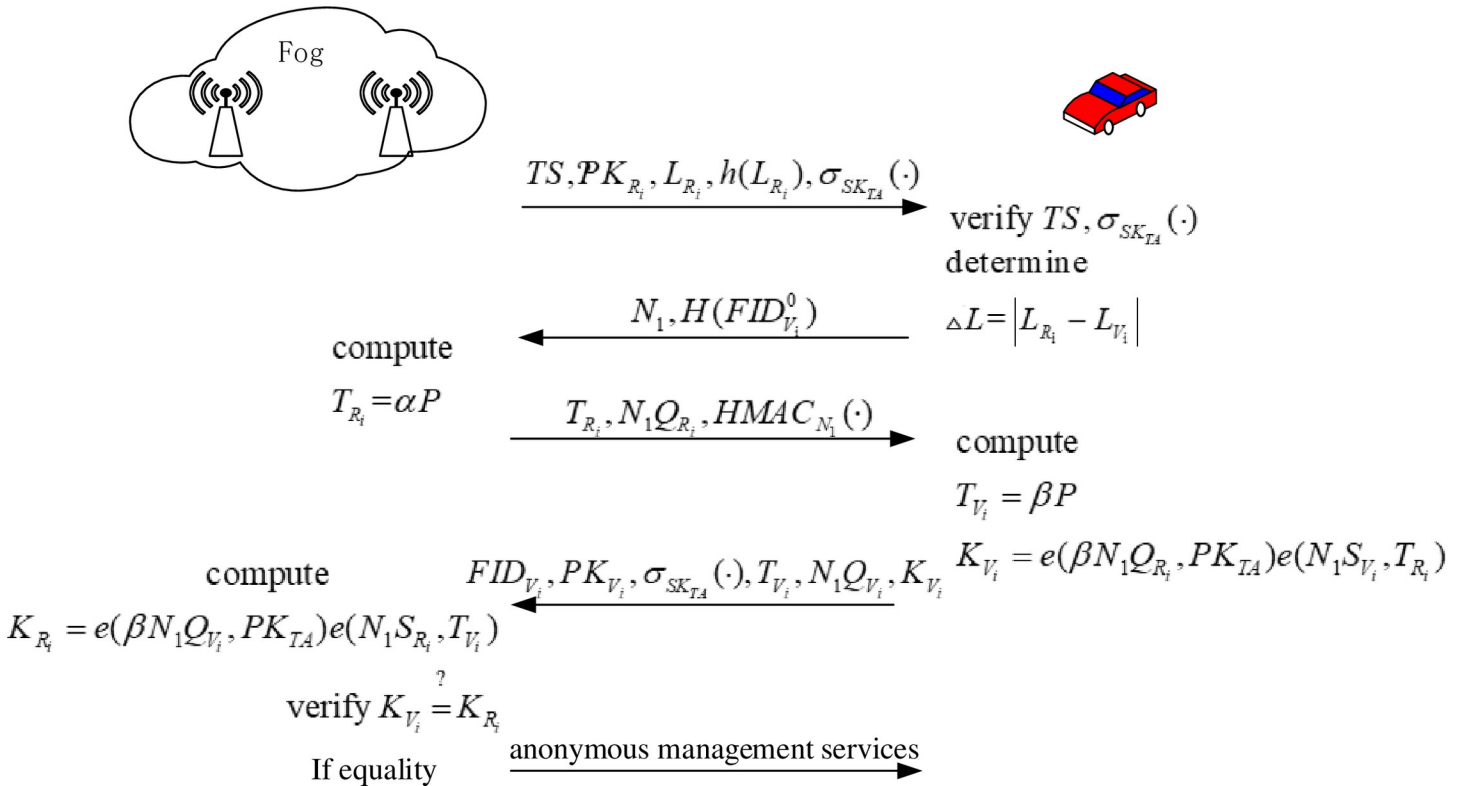 Fog
TS, PK_{R_i}, L_{R_i}, h(L_{R_i}), σ_{SK_{TA}}(·)
verify TS, σ_{SK_{TA}}(·)
determine
N_1, H(FID^0_{V_i})
△L=|L_{R_i} − L_{V_i}|
compute
T_{R_i}=αP
T_{R_i}, N_1Q_{R_i}, HMAC_{N_1}(·)
compute
T_{V_i} = βP
K_{V_i} = e(βN_1Q_{R_i}, PK_{TA})e(N_1S_{V_i}, T_{R_i})
compute
FID_{V_i}, PK_{V_i}, σ_{SK_{TA}}(·), T_{V_i}, N_1Q_{V_i}, K_{V_i}
K_{R_i} = e(βN_1Q_{V_i}, PK_{TA})e(N_1S_{R_i}, T_{V_i})
?
verify K_{V_i} = K_{R_i}
If equality
anonymous management services